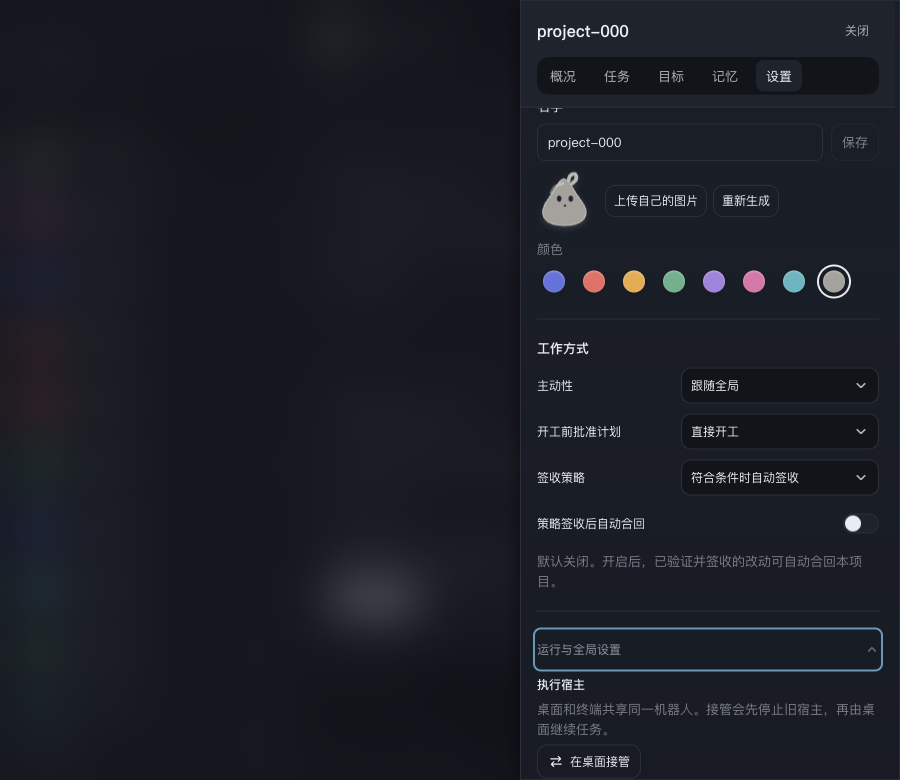 project-000
关闭
概况 任务 目标 记忆 设置
名字
project-000
保存
上传自己的图片 重新生成
颜色
工作方式
主动性 跟随全局
开工前批准计划 直接开工
签收策略 符合条件时自动签收
策略签收后自动合回
默认关闭。开启后，已验证并签收的改动可自动合回本项
目。
运行与全局设置
执行宿主
桌面和终端共享同一机器人。接管会先停止旧宿主，再由桌
面继续任务。
在桌面接管